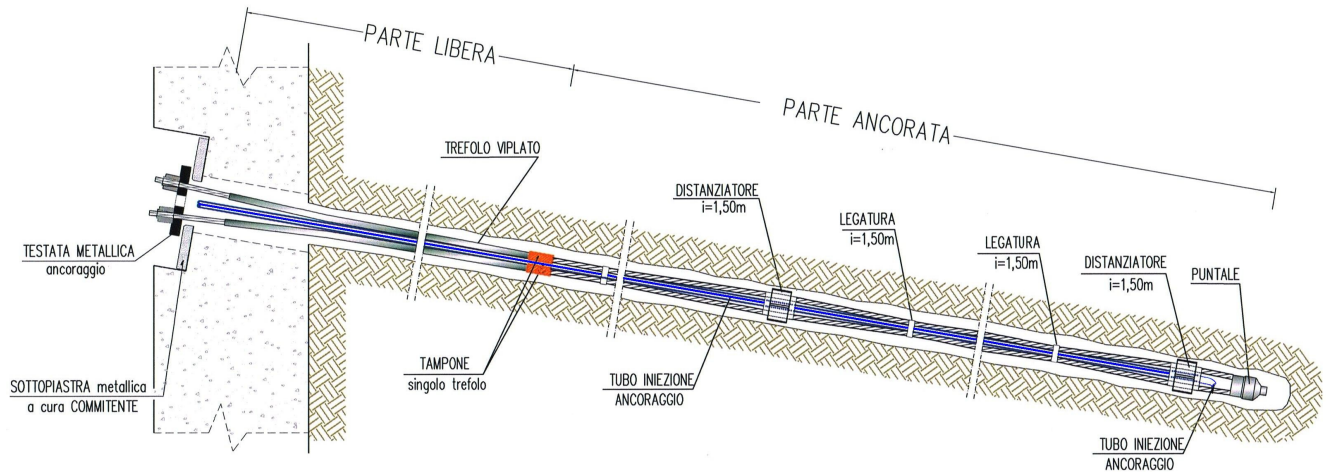 PARTE LIBERA
PARTE ANCORATA
TREFOLO VIPLATO
DISTANZIATORE
i=1,50m
LEGATURA
i=1,50m
LEGATURA
i=1,50m
DISTANZIATORE
i=1,50m
PUNTALE
TESTATA METALLICA
ancoraggio
SOTTOPIASTRA metallica
a cura COMMITENTE
TAMPONE
singolo trefolo
TUBO INIEZIONE
ANCORAGGIO
TUBO INIEZIONE
ANCORAGGIO